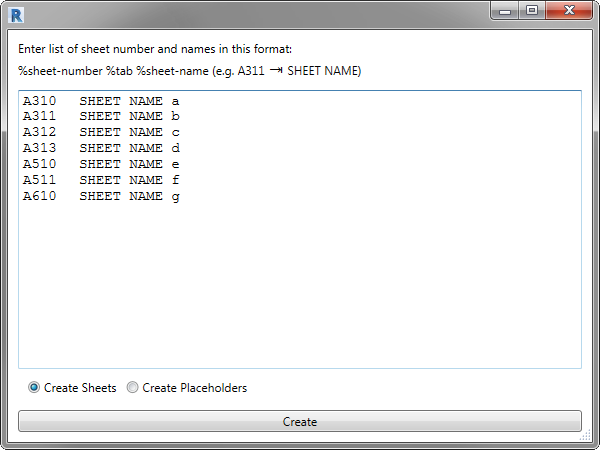 R
Enter list of sheet number and names in this format:
%sheet-number %tab %sheet-name (e.g. A311 ⇥ SHEET NAME)
A310 SHEET NAME a
A311 SHEET NAME b
A312 SHEET NAME c
A313 SHEET NAME d
A510 SHEET NAME e
A511 SHEET NAME f
A610 SHEET NAME g
Create Sheets Create Placeholders
Create